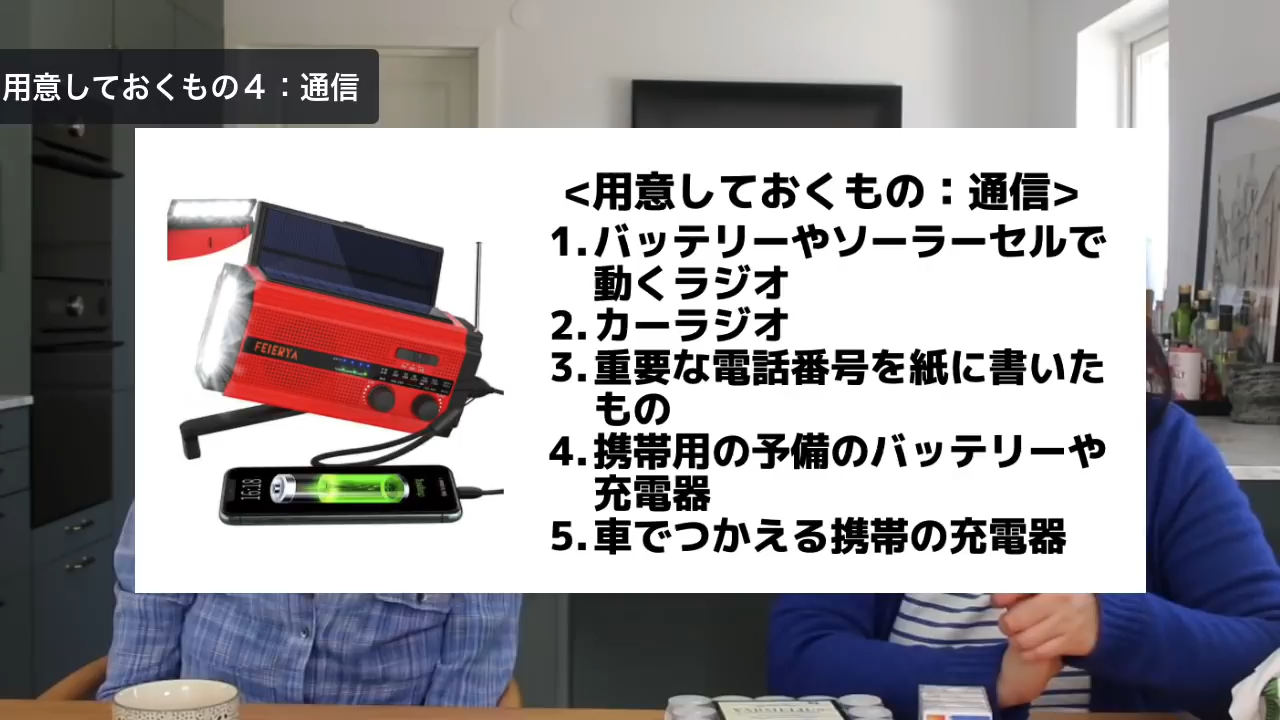 用意しておくもの４：通信
<用意しておくもの：通信>
1. バッテリーやソーラーセルで
動くラジオ
2. カーラジオ
3. 重要な電話番号を紙に書いた
もの
4. 携帯用の予備のバッテリーや
充電器
5. 車でつかえる携帯の充電器
FEIERYA
16:18